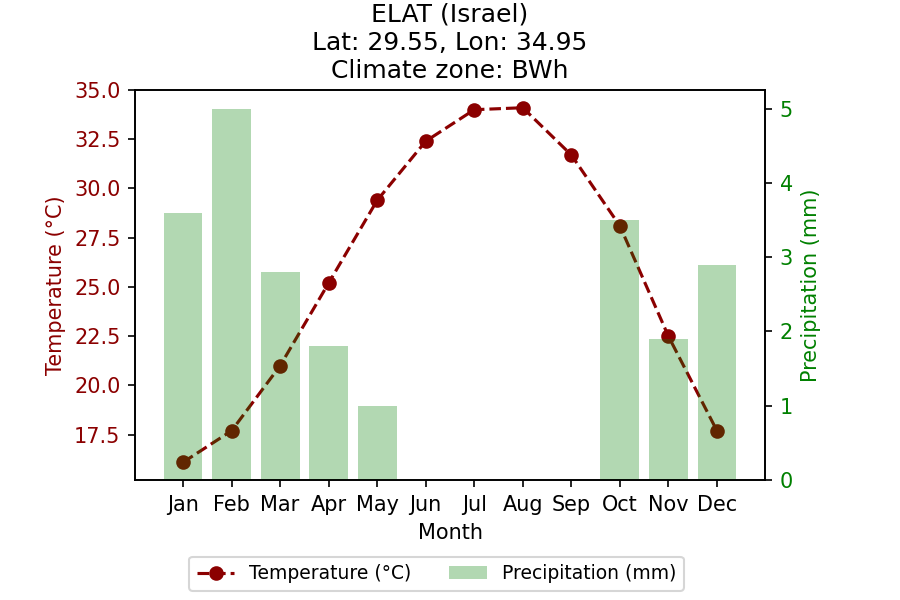 ELAT (Israel)
Lat: 29.55, Lon: 34.95
Climate zone: BWh
Temperature (°C)
35.0
32.5
30.0
27.5
25.0
22.5
20.0
17.5
5
4
3
2
1
0
Precipitation (mm)
Jan Feb Mar Apr May Jun Jul Aug Sep Oct Nov Dec
Month
Temperature (°C) Precipitation (mm)